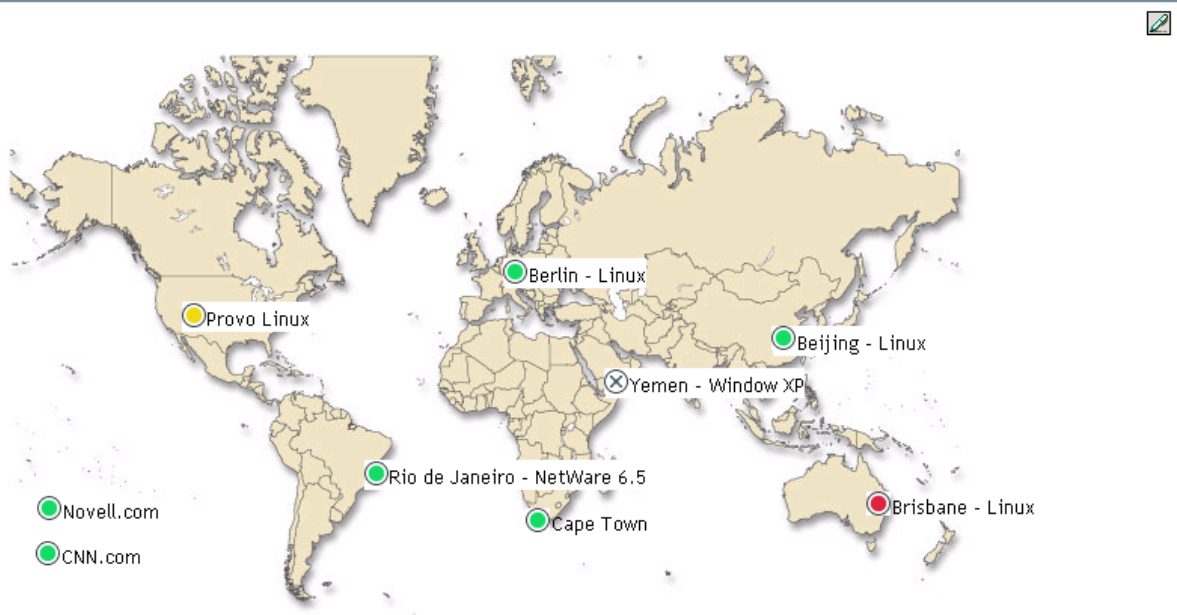 Berlin - Linux
Provo Linux
Beijing - Linux
Yemen - Window XP
Rio de Janeiro - NetWare 6.5
Novell.com
Brisbane - Linux
Cape Town
CNN.com